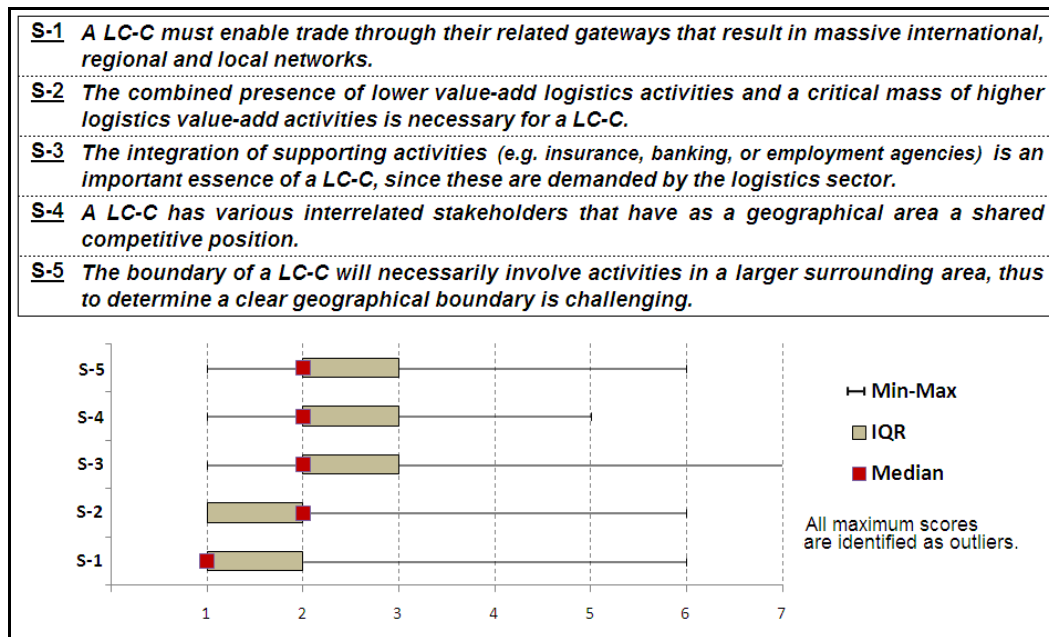 S-1 A LC-C must enable trade through their related gateways that result in massive international,
regional and local networks.
S-2 The combined presence of lower value-add logistics activities and a critical mass of higher
logistics value-add activities is necessary for a LC-C.
S-3 The integration of supporting activities (e.g. insurance, banking, or employment agencies) is an
important essence of a LC-C, since these are demanded by the logistics sector.
S-4 A LC-C has various interrelated stakeholders that have as a geographical area a shared
competitive position.
S-5 The boundary of a LC-C will necessarily involve activities in a larger surrounding area, thus
to determine a clear geographical boundary is challenging.
S-5
S-4
S-3
S-2
S-1
1 2 3 4 5 6 7
Min-Max
IQR
Median
All maximum scores
are identified as outliers.